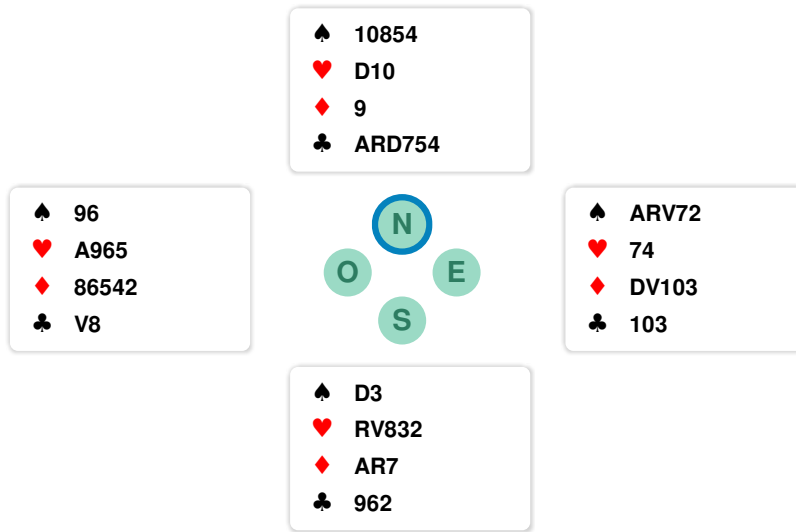 ♠ 10854
♥ D10
♦ 9
♣ ARD754
♠ 96
♥ A965
♦ 86542
♣ V8
N
O
E
S
♠ ARV72
♥ 74
♦ DV103
♣ 103
♠ D3
♥ RV832
♦ AR7
♣ 962